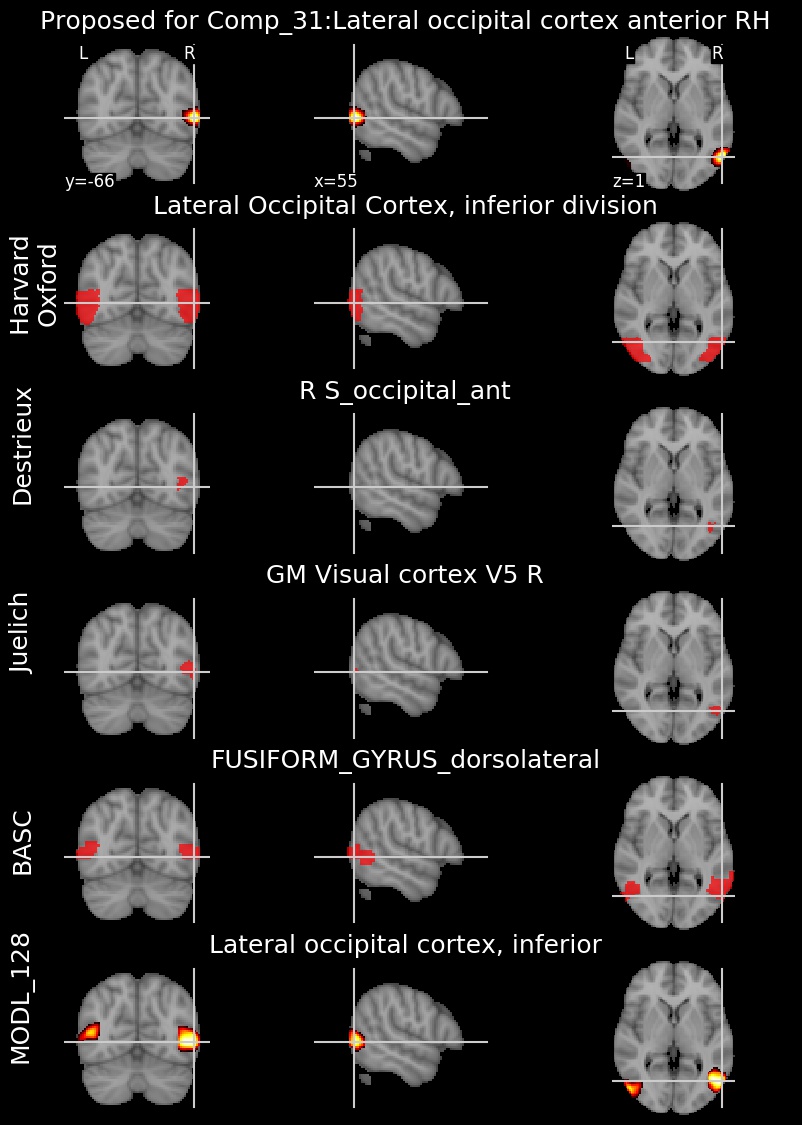 Proposed for Comp_31:Lateral occipital cortex anterior RH
L R L R
y=-66 x=55 z=1
Lateral Occipital Cortex, inferior division
Harvard
Oxford
R S_occipital_ant
Destrieux
GM Visual cortex V5 R
Juelich
FUSIFORM_GYRUS_dorsolateral
BASC
Lateral occipital cortex, inferior
MODL_128